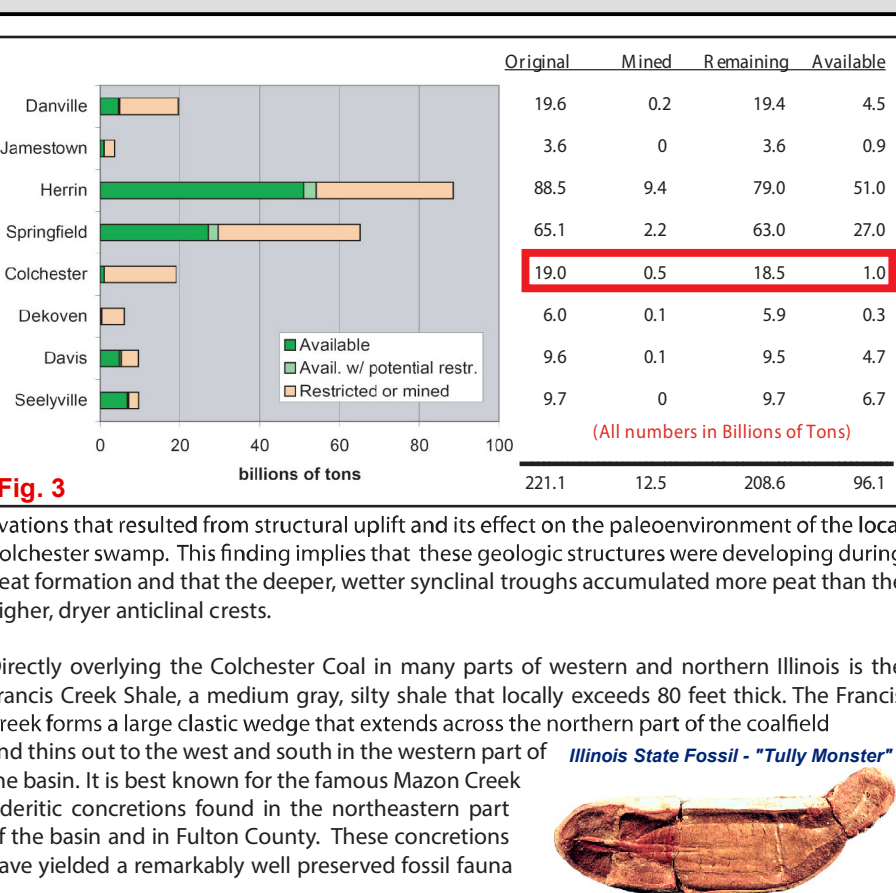 Original Mined Remaining Available
Danville 19.6 0.2 19.4 4.5
Jamestown 3.6 0 3.6 0.9
Herrin 88.5 9.4 79.0 51.0
Springfield 65.1 2.2 63.0 27.0
Colchester 19.0 0.5 18.5 1.0
Dekoven 6.0 0.1 5.9 0.3
Available
Davis 9.6 0.1 9.5 4.7
Avail. w/ potential restr.
Restricted or mined
Seelyville 9.7 0 9.7 6.7
(All numbers in Billions of Tons)
0 20 40 60 80 100
billions of tons
Fig. 3 221.1 12.5 208.6 96.1
vations that resulted from structural uplift and its effect on the paleoenvironment of the loca
olchester swamp. This finding implies that these geologic structures were developing during
eat formation and that the deeper, wetter synclinal troughs accumulated more peat than the
igher, dryer anticlinal crests.
Directly overlying the Colchester Coal in many parts of western and northern Illinois is the
rancis Creek Shale, a medium gray, silty shale that locally exceeds 80 feet thick. The Francis
reek forms a large clastic wedge that extends across the northern part of the coalfield
nd thins out to the west and south in the western part of
he basin. It is best known for the famous Mazon Creek
deritic concretions found in the northeastern part
f the basin and in Fulton County. These concretions
ave yielded a remarkably well preserved fossil fauna
Illinois State Fossil - "Tully Monster"